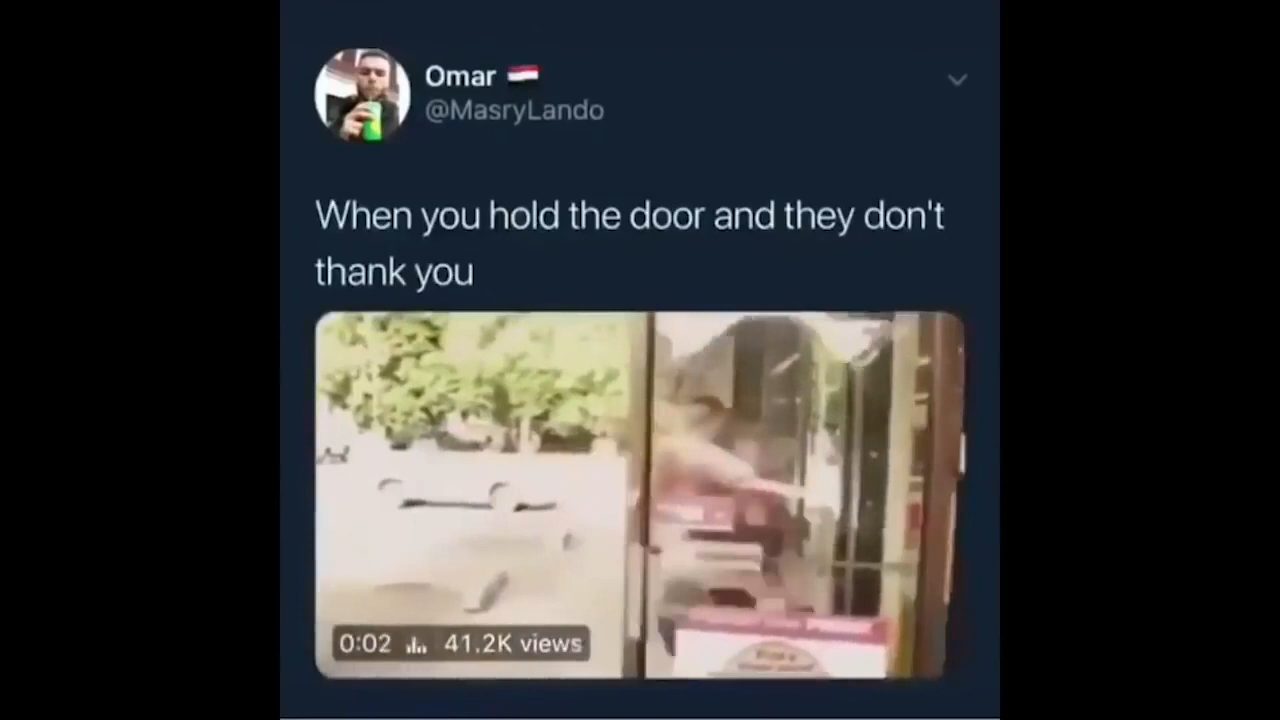 Omar
@MasryLando
When you hold the door and they don't
thank you
0:02 41.2K views